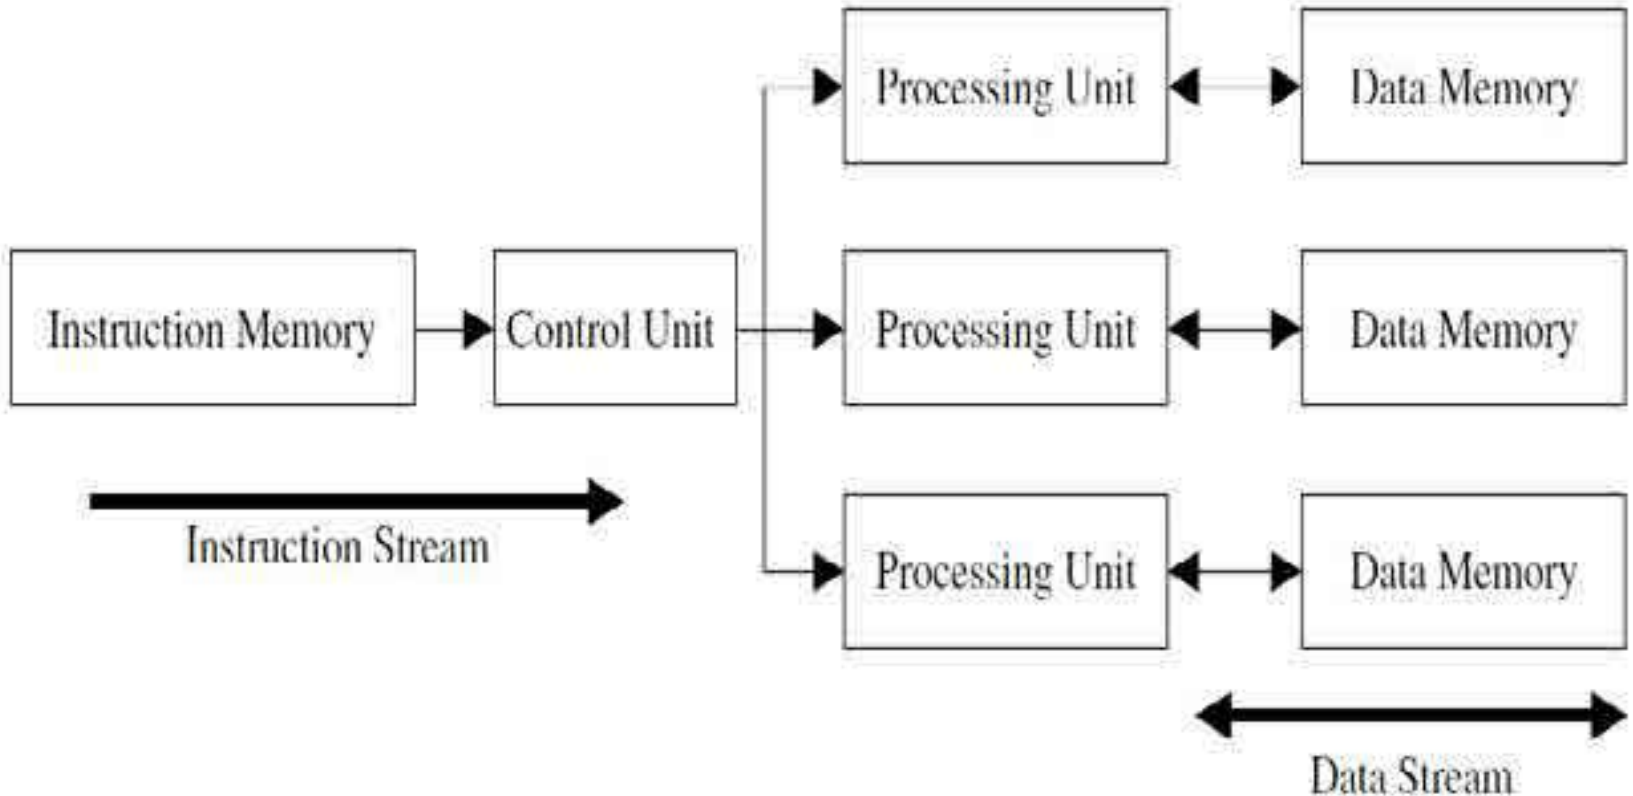 Processing Unit
Data Memory
Instruction Memory
Control Unit
Processing Unit
Data Memory
Instruction Stream
Processing Unit
Data Memory
Data Stream